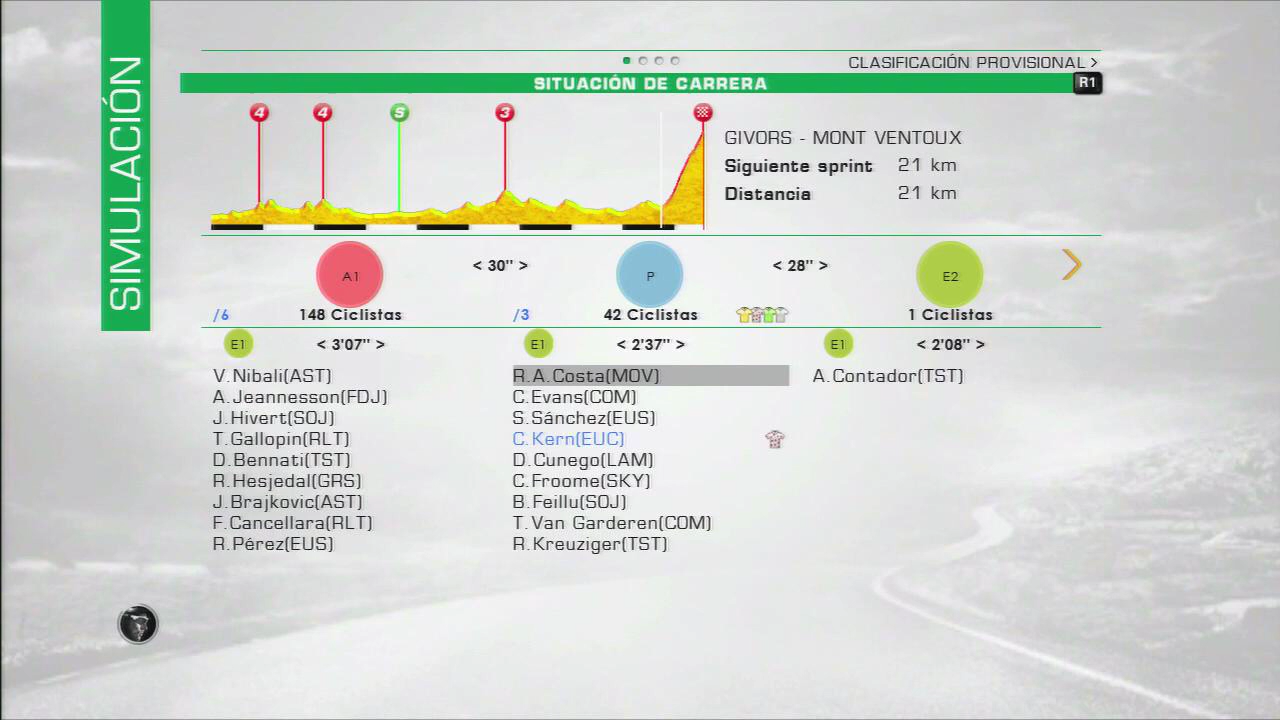 SIMULACIÓN
CLASIFICACIÓN PROVISIONAL >
SITUACIÓN DE CARRERA
R1
4 4 S 3
GIVORS - MONT VENTOUX
Siguiente sprint 21 km
Distancia 21 km
A1 < 30'' > P < 28'' > E2
/6 148 Ciclistas /3 42 Ciclistas 1 Ciclistas
E1 < 3'07'' > E1 < 2'37'' > E1 < 2'08'' >
V.Nibali(AST) R.A.Costa(MOV) A.Contador(TST)
A.Jeannesson(FDJ) C.Evans(COM)
J.Hivert(SOJ) S.Sánchez(EUS)
T.Gallopin(RLT) C.Kern(EUC)
D.Bennati(TST) D.Cunego(LAM)
R.Hesjedal(GRS) C.Froome(SKY)
J.Brajkovic(AST) B.Feillu(SOJ)
F.Cancellara(RLT) T.Van Garderen(COM)
R.Pérez(EUS) R.Kreuziger(TST)